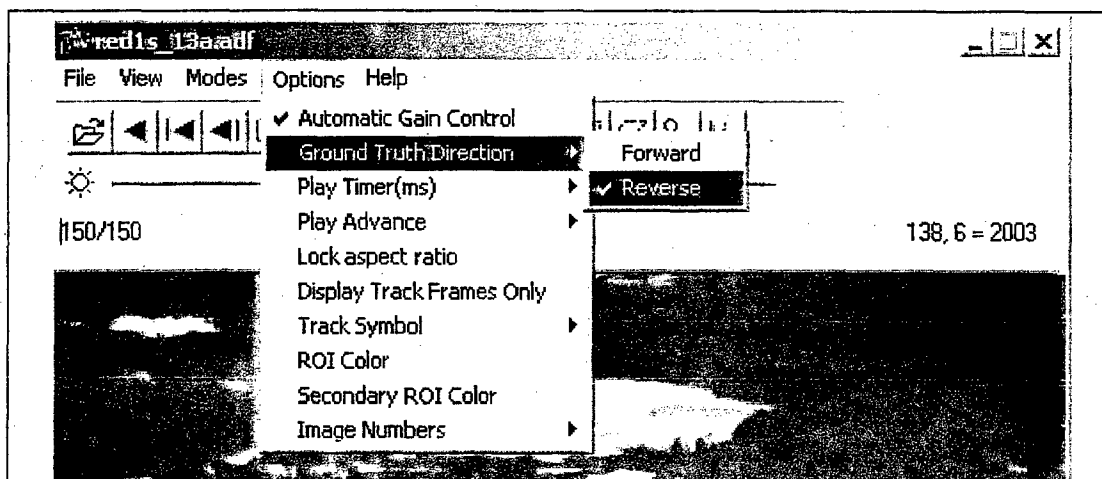 File View Modes Options Help
✓ Automatic Gain Control
Ground Truth Direction
Forward
Play Timer(ms)
✓ Reverse
150/150
Play Advance
138, 6 = 2003
Lock aspect ratio
Display Track Frames Only
Track Symbol
ROI Color
Secondary ROI Color
Image Numbers